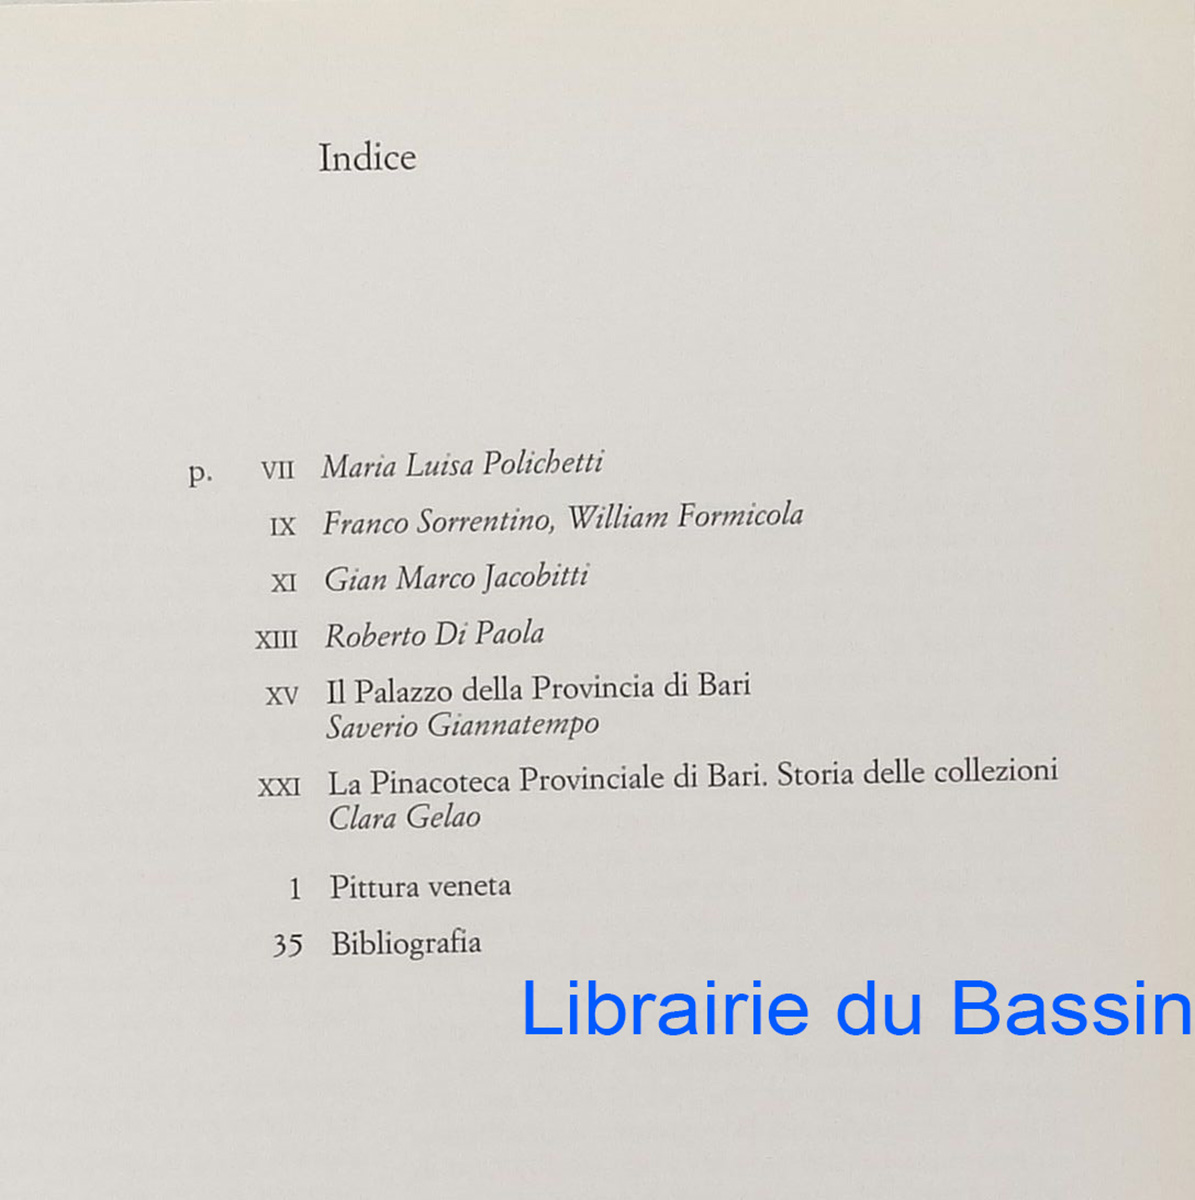 Indice
p. VII Maria Luisa Polichetti
IX Franco Sorrentino, William Formicola
XI Gian Marco Jacobitti
XIII Roberto Di Paola
XV Il Palazzo della Provincia di Bari
Saverio Giannatempo
XXI La Pinacoteca Provinciale di Bari. Storia delle collezioni
Clara Gelao
1 Pittura veneta
35 Bibliografia
Librairie du Bassin